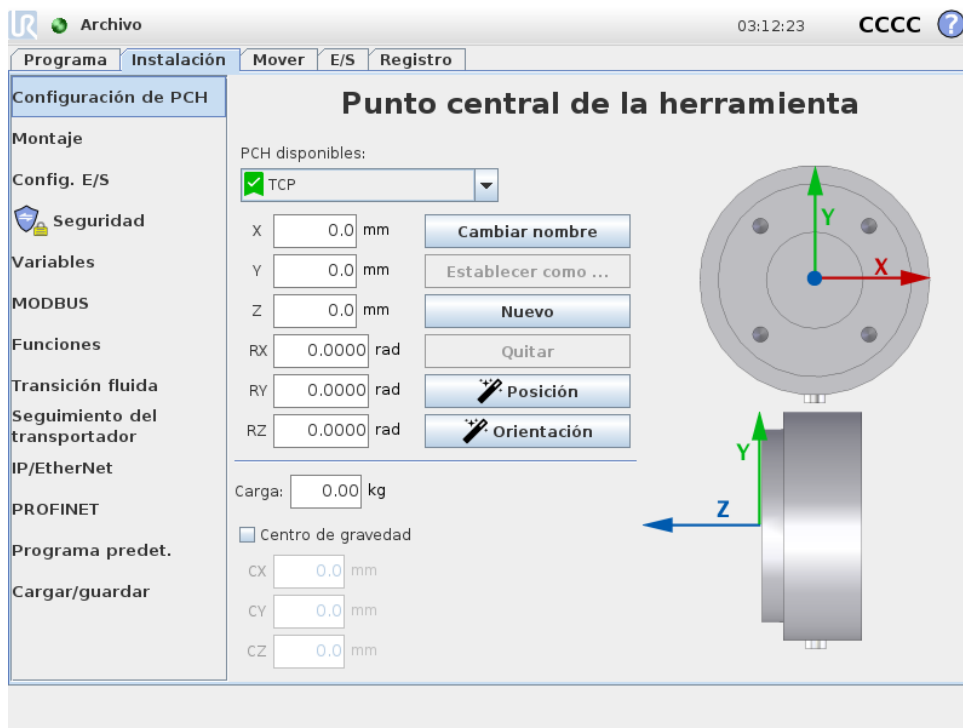 UR Archivo 03:12:23 CCCC ?
Programa Instalación Mover E/S Registro
Configuración de PCH
Montaje
Config. E/S
Seguridad
Variables
MODBUS
Funciones
Transición fluida
Seguimiento del
transportador
IP/EtherNet
PROFINET
Programa predet.
Cargar/guardar
Punto central de la herramienta
PCH disponibles:
TCP
X 0.0 mm Cambiar nombre
Y 0.0 mm Establecer como ...
Z 0.0 mm Nuevo
RX 0.0000 rad Quitar
RY 0.0000 rad Posición
RZ 0.0000 rad Orientación
Carga: 0.00 kg
Centro de gravedad
CX 0.0 mm
CY 0.0 mm
CZ 0.0 mm
Y
X
Y
Z